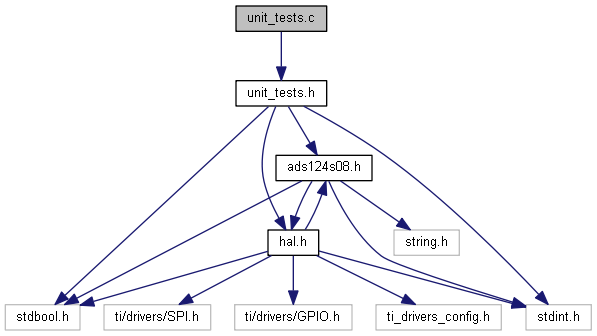 unit_tests.c
unit_tests.h
ads124s08.h
hal.h
string.h
stdbool.h
ti/drivers/SPI.h
ti/drivers/GPIO.h
ti_drivers_config.h
stdint.h